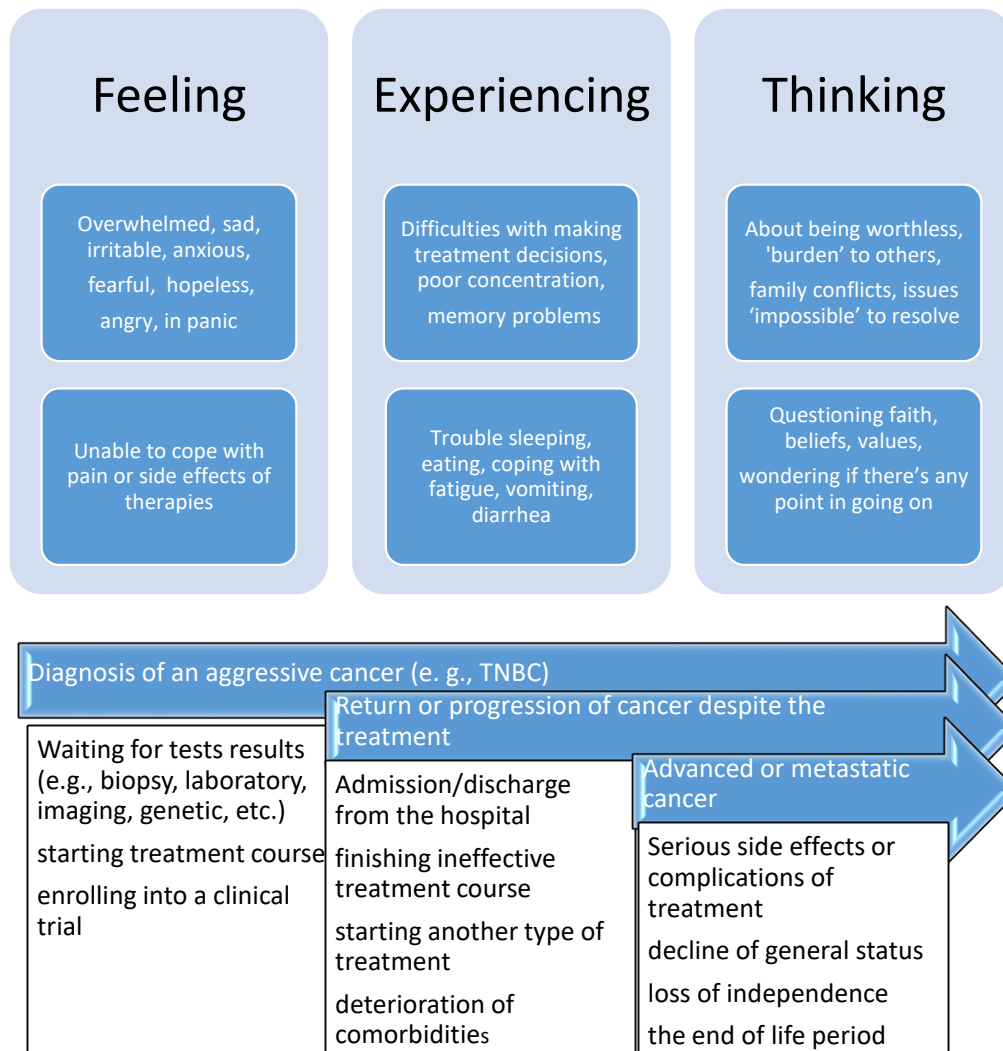 Feeling
Overwhelmed, sad,
irritable, anxious,
fearful,  hopeless,
angry, in panic
Unable to cope with
pain or side effects of
therapies
Experiencing
Difficulties with making
treatment decisions,
poor concentration,
memory problems
Trouble sleeping,
eating, coping with
fatigue, vomiting,
diarrhea
Thinking
About being worthless,
'burden’ to others,
family conflicts, issues
‘impossible’ to resolve
Questioning faith,
beliefs, values,
wondering if there’s any
point in going on
Diagnosis of an aggressive cancer (e. g., TNBC)
Waiting for tests results
(e.g., biopsy, laboratory,
imaging, genetic, etc.)
starting treatment course
enrolling into a clinical
trial
Return or progression of cancer despite the
treatment
Admission/discharge
from the hospital
finishing ineffective
treatment course
starting another type of
treatment
deterioration of
comorbidities
Advanced or metastatic
cancer
Serious side effects or
complications of
treatment
decline of general status
loss of independence
the end of life period